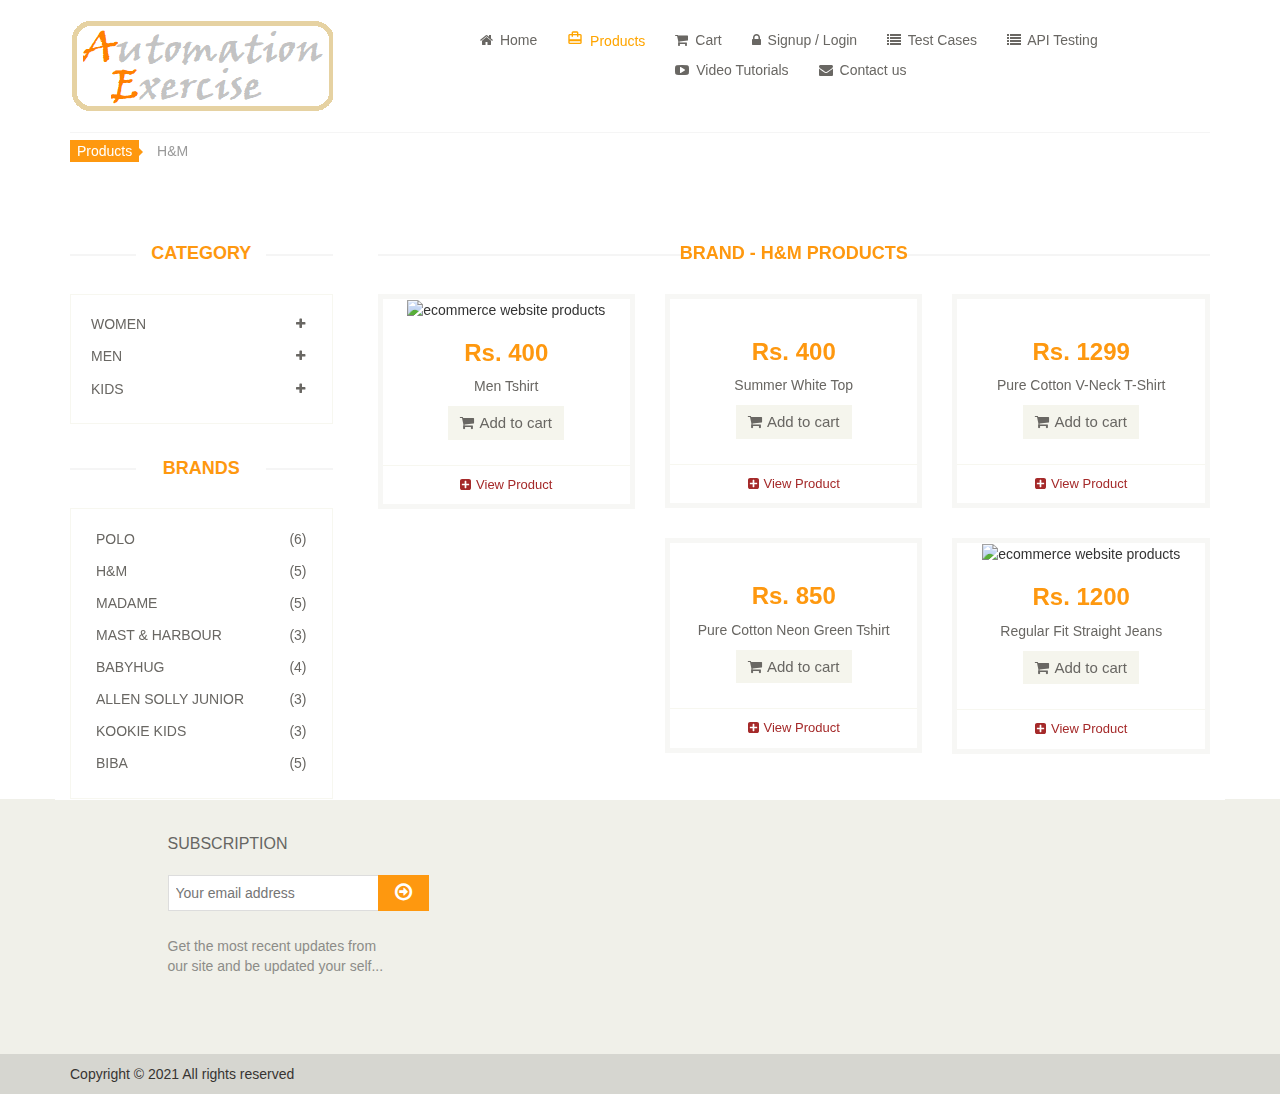 Automation
Exercise
Home
Products
Cart
Signup / Login
Test Cases
API Testing
Video Tutorials
Contact us
Products
H&M
CATEGORY
WOMEN
MEN
KIDS
BRANDS
POLO (6)
H&M (5)
MADAME (5)
MAST & HARBOUR (3)
BABYHUG (4)
ALLEN SOLLY JUNIOR (3)
KOOKIE KIDS (3)
BIBA (5)
BRAND - H&M PRODUCTS
ecommerce website products
Rs. 400
Men Tshirt
Add to cart
View Product
Rs. 400
Summer White Top
Add to cart
View Product
Rs. 1299
Pure Cotton V-Neck T-Shirt
Add to cart
View Product
Rs. 850
Pure Cotton Neon Green Tshirt
Add to cart
View Product
ecommerce website products
Rs. 1200
Regular Fit Straight Jeans
Add to cart
View Product
SUBSCRIPTION
Your email address
Get the most recent updates from
our site and be updated your self...
Copyright © 2021 All rights reserved